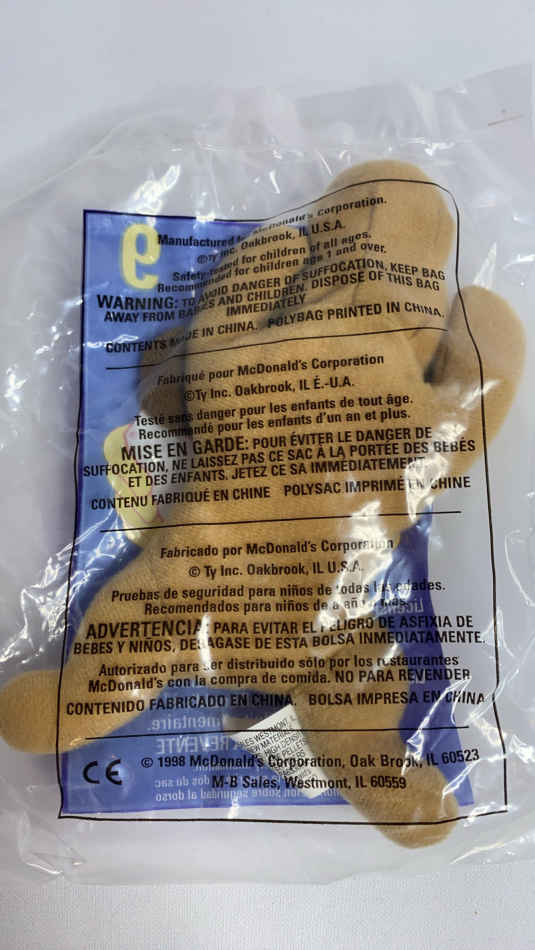 9
Manufactured for McDonald's Corporation.
©Ty Inc. Oakbrook, IL U.S.A.
Safety-tested for children of all ages.
Recommended for children age 1 and over.
WARNING: TO AVOID DANGER OF SUFFOCATION, KEEP BAG
AWAY FROM BABIES AND CHILDREN. DISPOSE OF THIS BAG
IMMEDIATELY
CONTENTS MADE IN CHINA. POLYBAG PRINTED IN CHINA.
Fabriqué pour McDonald's Corporation
©Ty Inc. Oakbrook, IL É.-U.A.
Testé sans danger pour les enfants de tout âge.
Recommandé pour les enfants d'un an et plus.
MISE EN GARDE: POUR ÉVITER LE DANGER DE
SUFFOCATION, NE LAISSEZ PAS CE SAC À LA PORTÉE DES BÉBÉS
ET DES ENFANTS. JETEZ CE SA IMMÉDIATEMENT
CONTENU FABRIQUÉ EN CHINE POLYSAC IMPRIMÉ EN CHINE
Fabricado por McDonald's Corporation
© Ty Inc. Oakbrook, IL U.S.A.
Pruebas de seguridad para niños de todas las edades.
Recomendados para niños de a año y más
ADVERTENCIA: PARA EVITAR EL PELIGRO DE ASFIXIA DE
BEBES Y NIÑOS, DESAGASE DE ESTA BOLSA INMEDIATAMENTE.
Autorizado para ser distribuido sólo por los restaurantes
McDonald's con la compra de comida. NO PARA REVENDER
CONTENIDO FABRICADO EN CHINA. BOLSA IMPRESA EN CHINA
CE © 1998 McDonald's Corporation, Oak Brook, IL 60523
M-B Sales, Westmont, IL 60559